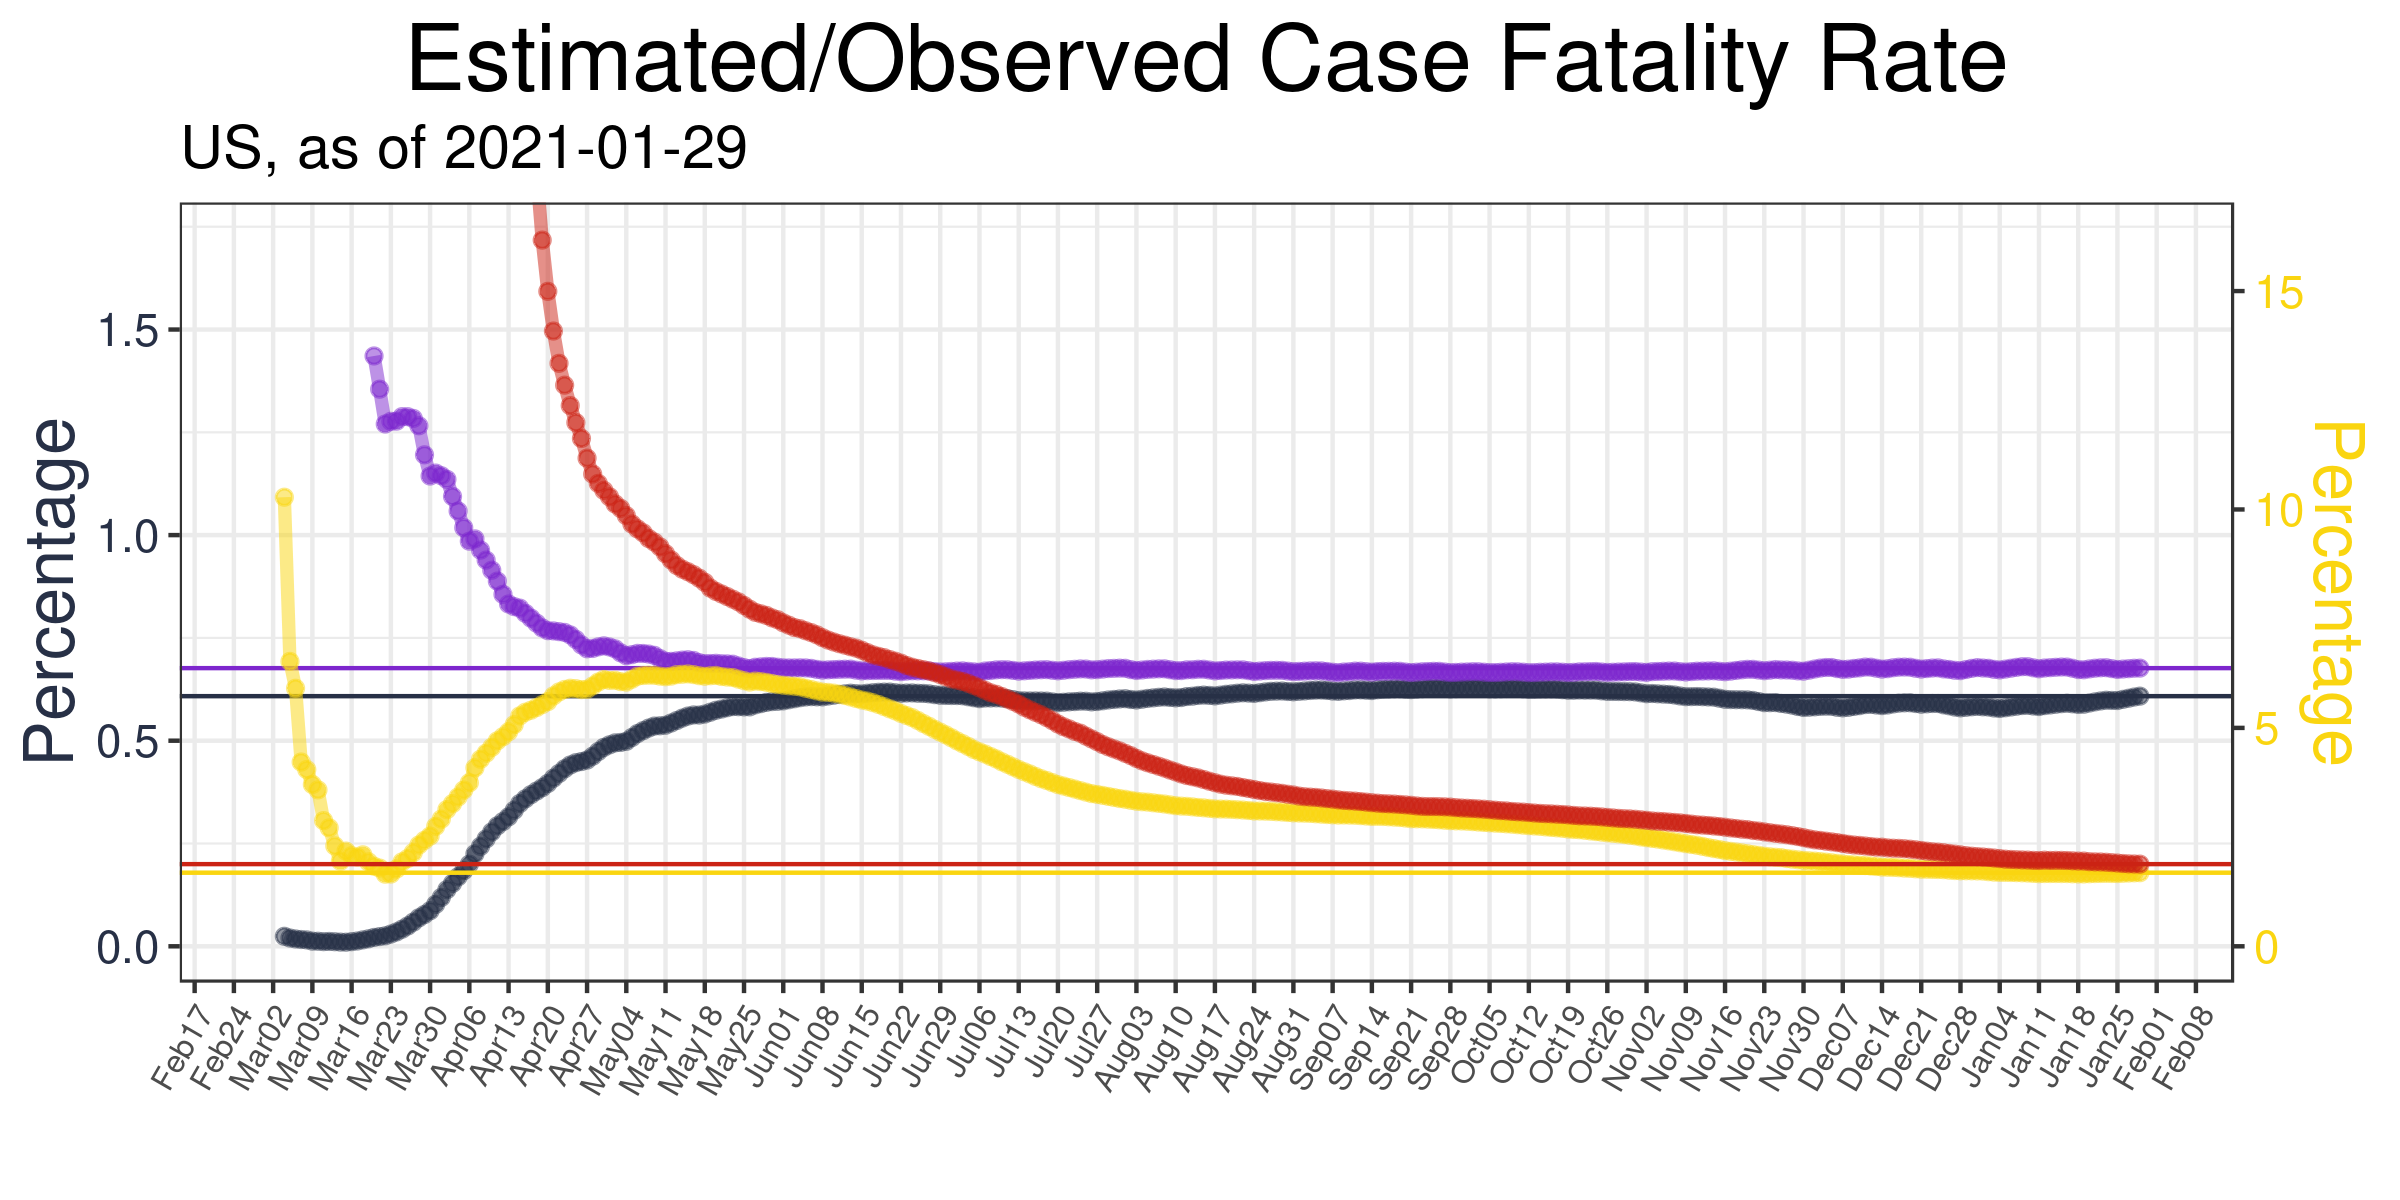 Estimated/Observed Case Fatality Rate
US, as of 2021-01-29
Percentage
1.5
1.0
0.5
0.0
15
10
5
0
Percentage
Feb17 Feb24 Mar02 Mar09 Mar16 Mar23 Mar30 Apr06 Apr13 Apr20 Apr27 May04 May11 May18 May25 Jun01 Jun08 Jun15 Jun22 Jun29 Jul06 Jul13 Jul20 Jul27 Aug03 Aug10 Aug17 Aug24 Aug31 Sep07 Sep14 Sep21 Sep28 Oct05 Oct12 Oct19 Oct26 Nov02 Nov09 Nov16 Nov23 Nov30 Dec07 Dec14 Dec21 Dec28 Jan04 Jan11 Jan18 Jan25 Feb01 Feb08